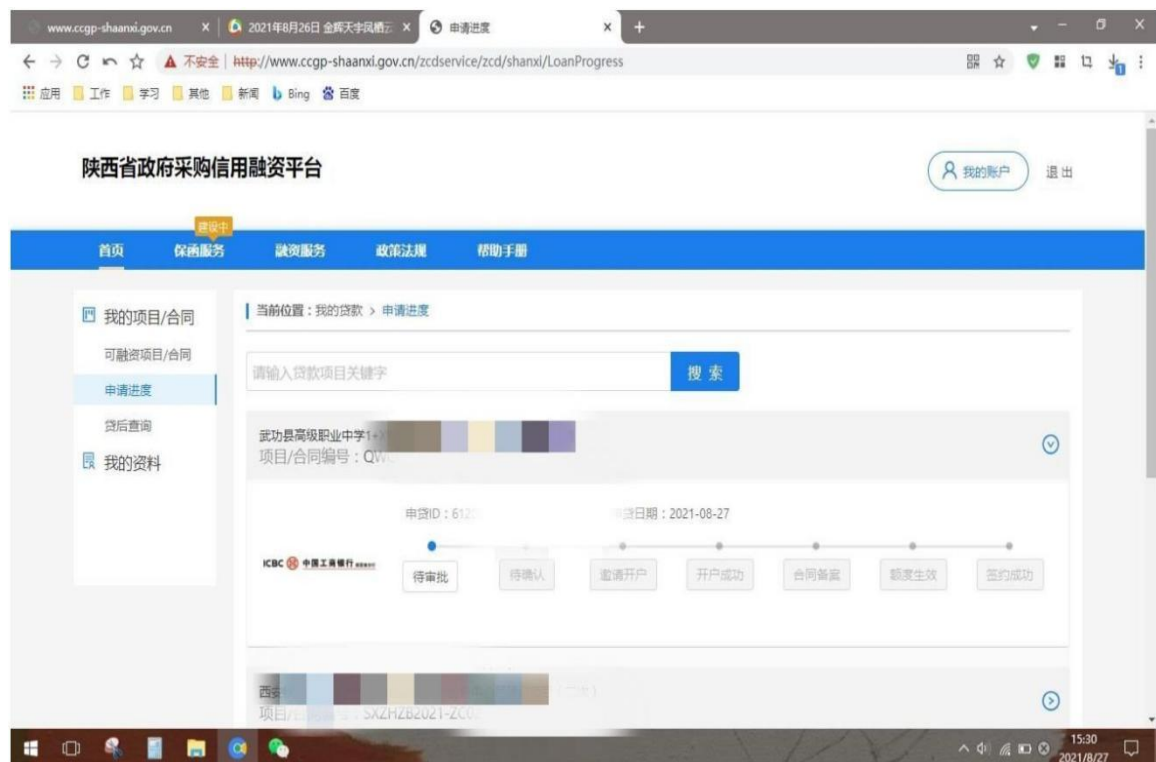 www.ccgp-shaanxi.gov.cn
2021年8月26日 金辉天宇凤栖云
申请进度
不安全 http://www.ccgp-shaanxi.gov.cn/zcdservice/zcd/shanxi/LoanProgress
应用 工作 学习 其他 新闻 Bing 百度
陕西省政府采购信用融资平台
我的账户 退出
建设中
首页 保函服务 融资服务 政策法规 帮助手册
我的项目/合同
可融资项目/合同
申请进度
贷后查询
我的资料
当前位置：我的贷款 > 申请进度
请输入贷款项目关键字
搜索
武功县高级职业中学1+X
项目/合同编号：QW
申贷ID：612 申贷日期：2021-08-27
ICBC 中国工商银行
待审批 待确认 邀请开户 开户成功 合同备案 额度生效 签约成功
西安
项目/合同编号：SXZHZB2021-ZC0
15:30
2021/8/27